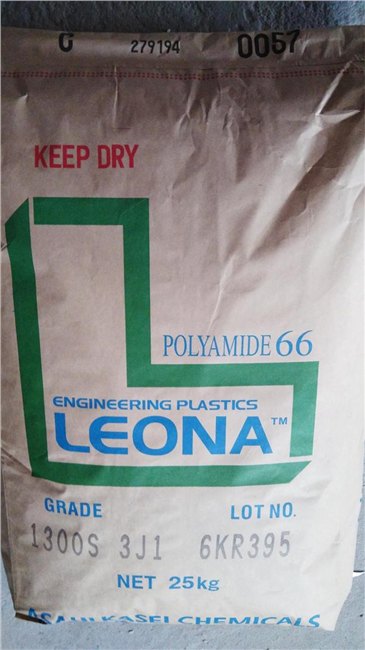 279194 0057
KEEP DRY
POLYAMIDE 66
ENGINEERING PLASTICS
LEONA™
GRADE LOT NO.
1300S 3J1 6KR395
NET 25kg
ASAHI KASEI CHEMICALS